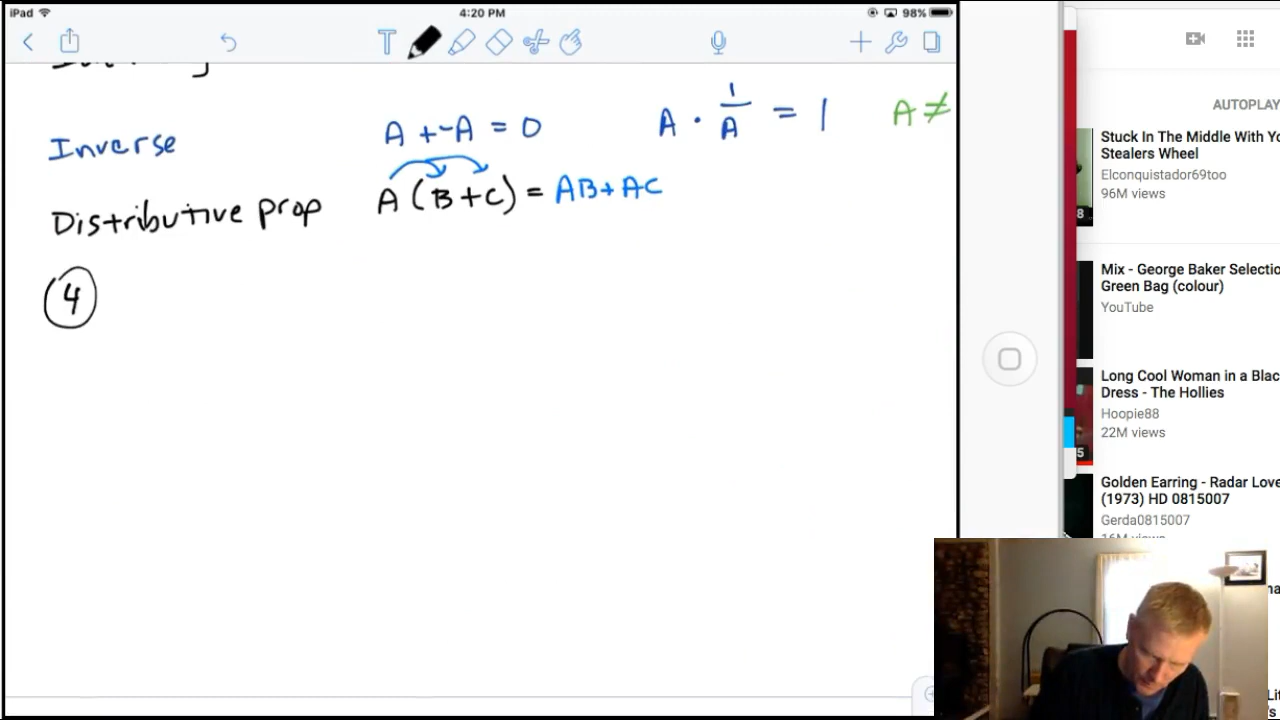 iPad
4:20 PM
98%
T
Inverse
A + -A = 0
A · 1/A = 1
A ≠
Distributive prop
A (B + C) = AB + AC
4
AUTOPLAY
Stuck In The Middle With Yo
Stealers Wheel
Elconquistador69too
96M views
8
Mix - George Baker Selectio
Green Bag (colour)
YouTube
Long Cool Woman in a Blac
Dress - The Hollies
Hoopie88
22M views
5
Golden Earring - Radar Love
(1973) HD 0815007
Gerda0815007